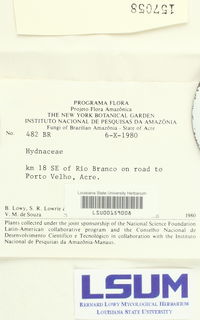 157058
PROGRAMA FLORA
Projeto Flora Amazônica
THE NEW YORK BOTANICAL GARDEN
INSTITUTO NACIONAL DE PESQUISAS DA AMAZÔNIA
Fungi of Brazilian Amazônia - State of Acre
No. 482 BR 6-X-1980
Hydnaceae
km 18 SE of Rio Branco on road to
Porto Velho, Acre.
Louisiana State University Herbarium
LSU00159008
B. Lowy, S. R. Lowrie
V. M. de Souza 1980
Plants collected under the joint sponsorship of the National Science Foundation
Latin-American collaborative program and the Conselho Nacional de
Desenvolvimento Científico e Tecnológico in collaboration with the Instituto
Nacional de Pesquisas da Amazônia-Manaus.
LSUM
BERNARD LOWY MYCOLOGICAL HERBARIUM
LOUISIANA STATE UNIVERSITY